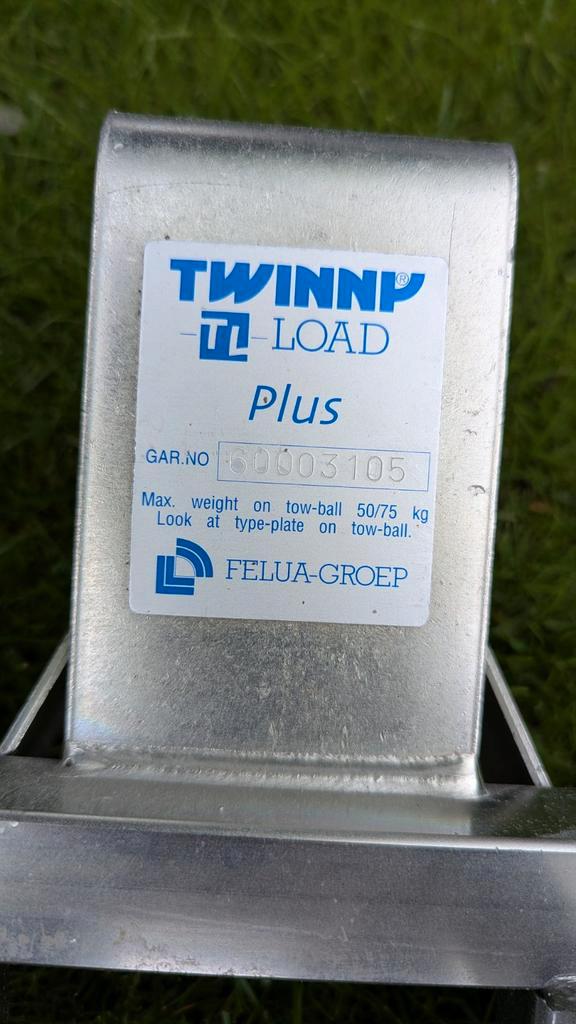 TWINNY®
TL LOAD
Plus
GAR.NO 60003105
Max. weight on tow-ball 50/75 kg
Look at type-plate on tow-ball.
FELUA-GROEP